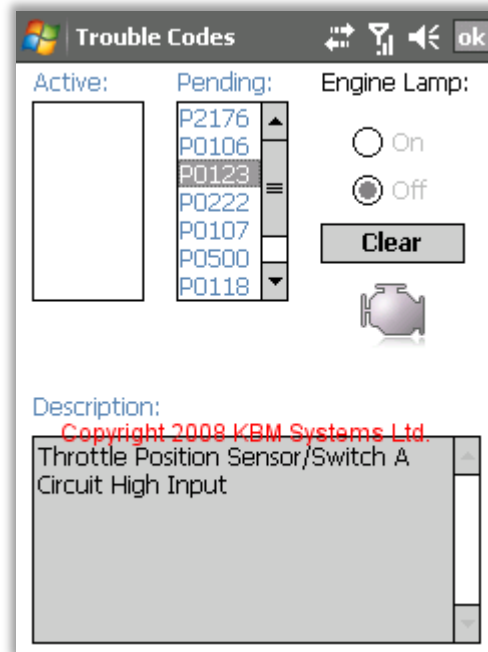 Trouble Codes ok
Active: Pending: Engine Lamp:
P2176
P0106
P0123
P0222
P0107
P0500
P0118
On
Off
Clear
Description:
Copyright 2008 KBM Systems Ltd.
Throttle Position Sensor/Switch A
Circuit High Input